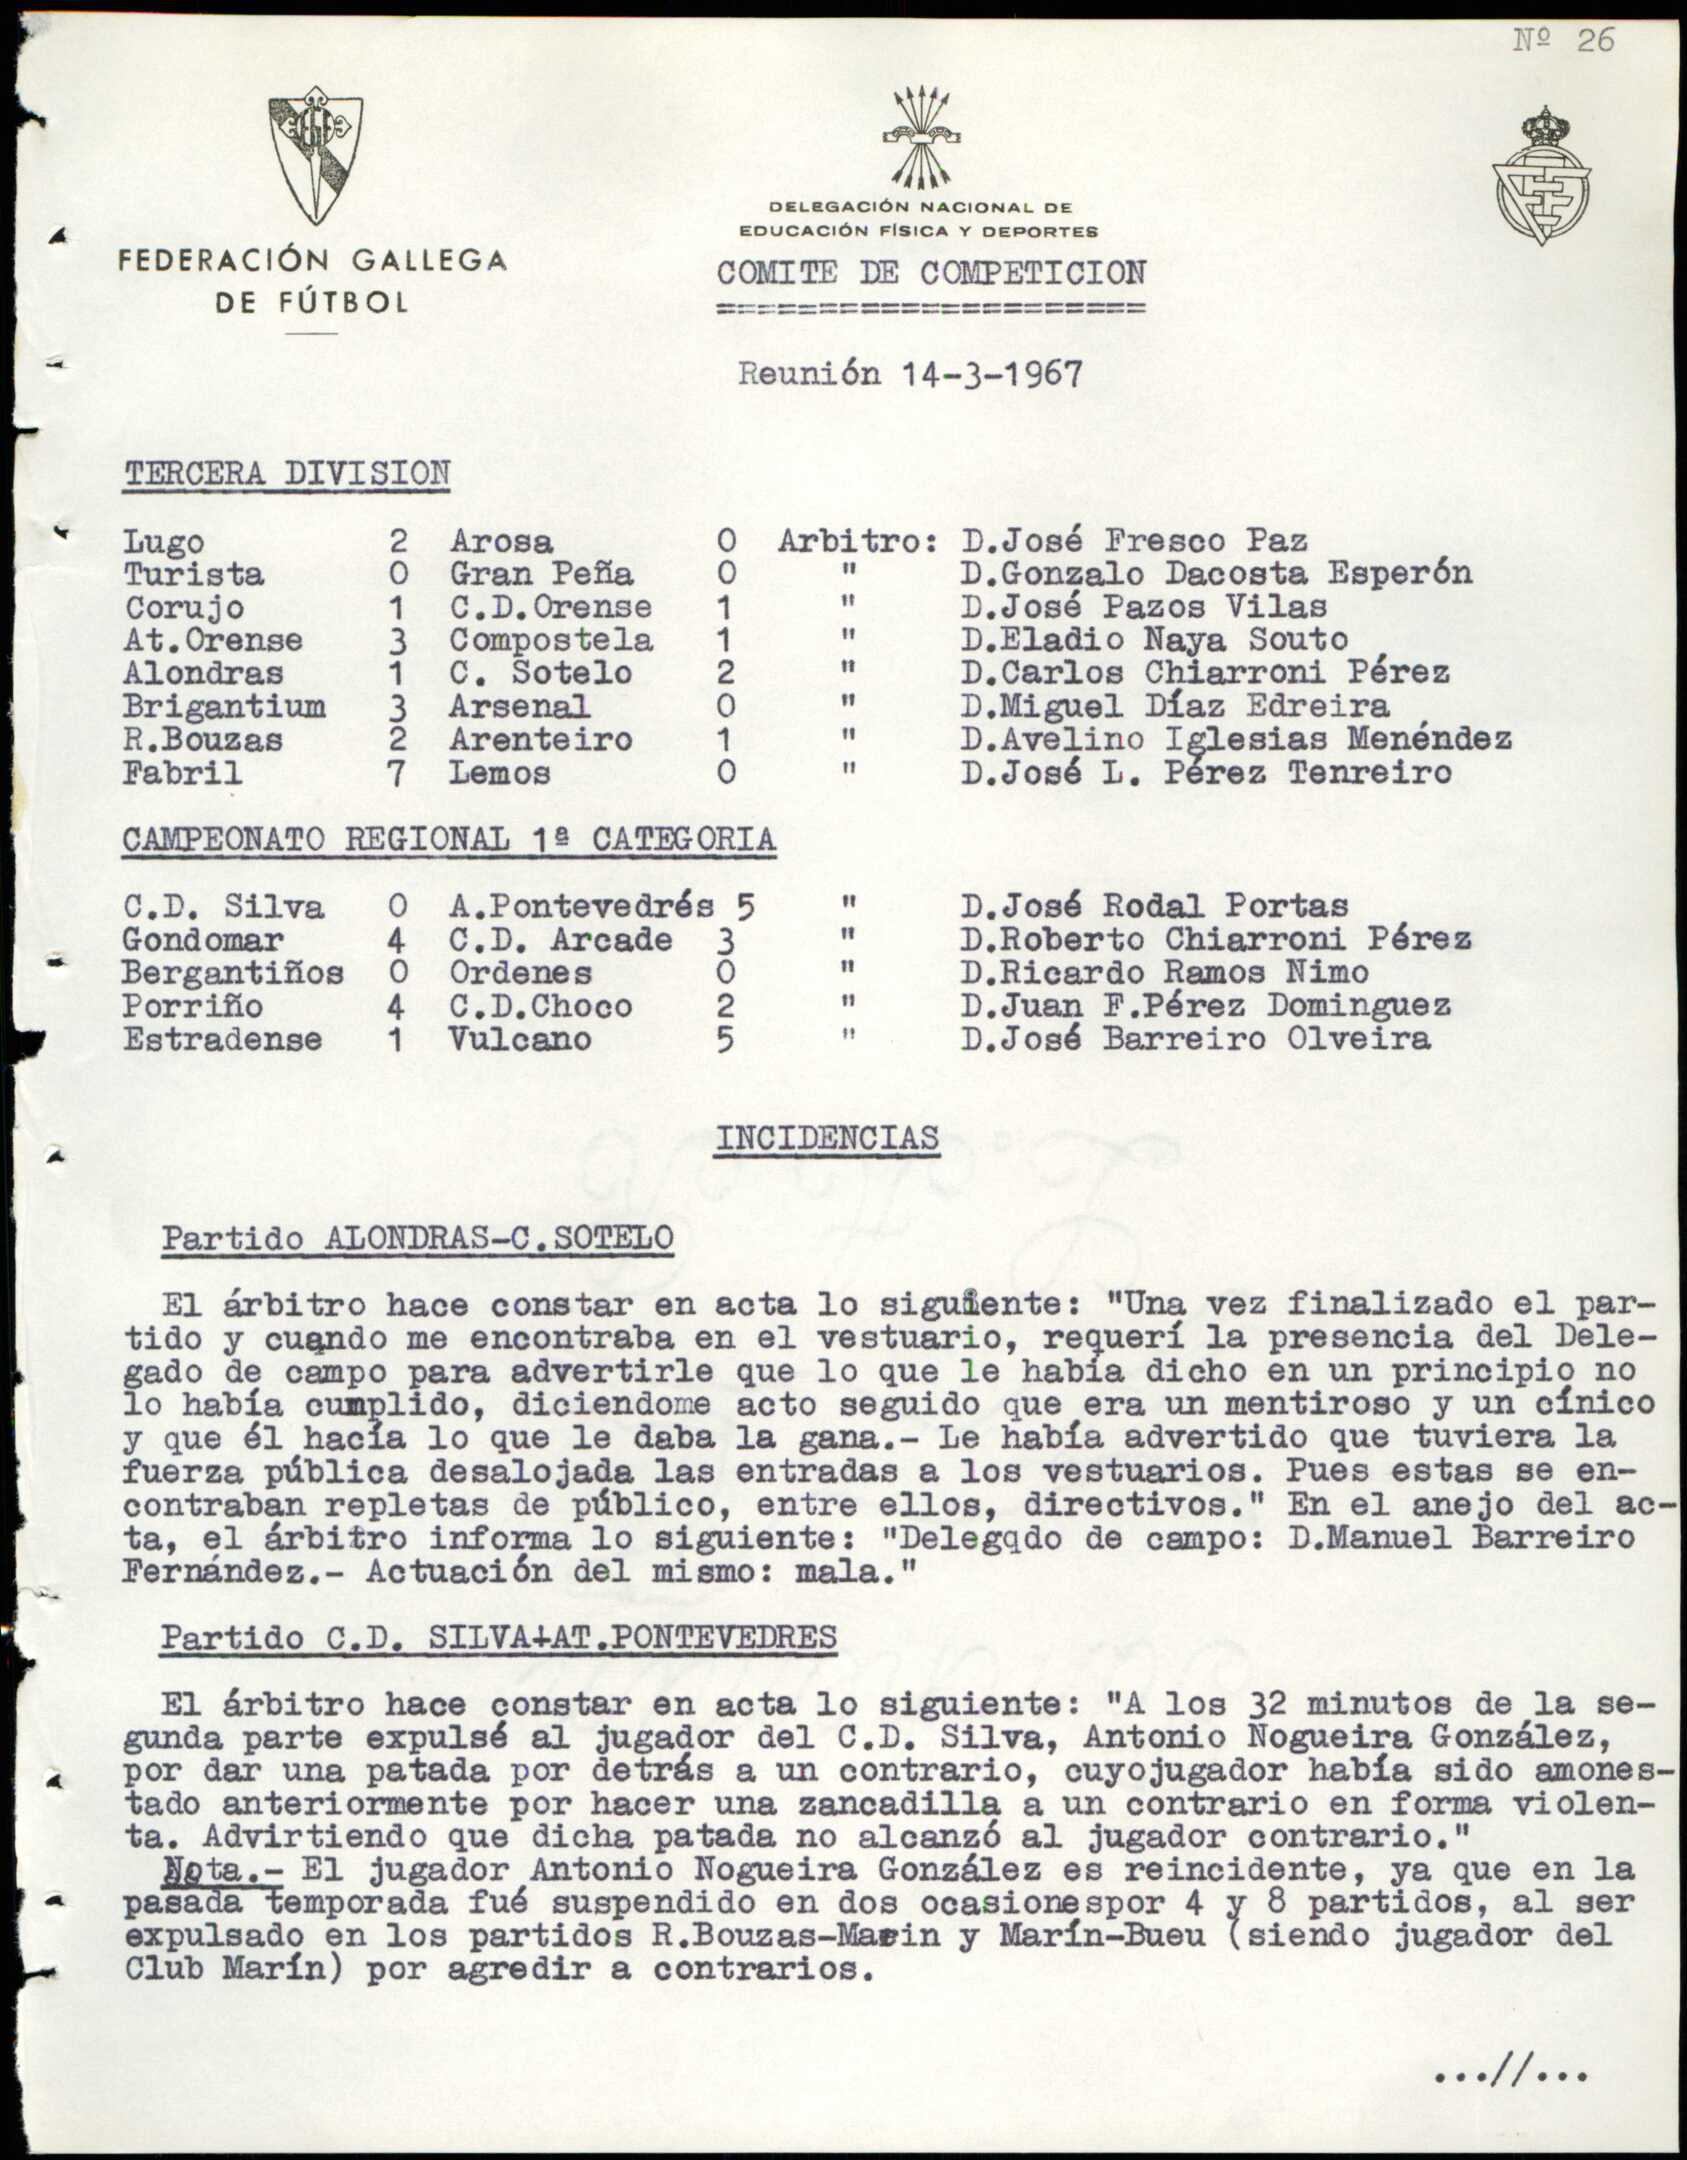 Nº 26
FEDERACIÓN GALLEGA
DE FÚTBOL
DELEGACIÓN NACIONAL DE
EDUCACIÓN FÍSICA Y DEPORTES
COMITE DE COMPETICION
=====================
Reunión 14-3-1967
TERCERA DIVISION
Lugo 2 Arosa 0 Arbitro: D.José Fresco Paz
Turista 0 Gran Peña 0 " D.Gonzalo Dacosta Esperón
Corujo 1 C.D.Orense 1 " D.José Pazos Vilas
At.Orense 3 Compostela 1 " D.Eladio Naya Souto
Alondras 1 C. Sotelo 2 " D.Carlos Chiarroni Pérez
Brigantium 3 Arsenal 0 " D.Miguel Díaz Edreira
R.Bouzas 2 Arenteiro 1 " D.Avelino Iglesias Menéndez
Fabril 7 Lemos 0 " D.José L. Pérez Tenreiro
CAMPEONATO REGIONAL 1ª CATEGORIA
C.D. Silva 0 A.Pontevedrés 5 " D.José Rodal Portas
Gondomar 4 C.D. Arcade 3 " D.Roberto Chiarroni Pérez
Bergantiños 0 Ordenes 0 " D.Ricardo Ramos Nimo
Porriño 4 C.D.Choco 2 " D.Juan F.Pérez Dominguez
Estradense 1 Vulcano 5 " D.José Barreiro Olveira
INCIDENCIAS
Partido ALONDRAS-C.SOTELO
El árbitro hace constar en acta lo siguiente: "Una vez finalizado el par-
tido y cuando me encontraba en el vestuario, requerí la presencia del Dele-
gado de campo para advertirle que lo que le había dicho en un principio no
lo había cumplido, diciendome acto seguido que era un mentiroso y un cínico
y que él hacía lo que le daba la gana.- Le había advertido que tuviera la
fuerza pública desalojada las entradas a los vestuarios. Pues estas se en-
contraban repletas de público, entre ellos, directivos." En el anejo del ac-
ta, el árbitro informa lo siguiente: "Delegqdo de campo: D.Manuel Barreiro
Fernández.- Actuación del mismo: mala."
Partido C.D. SILVA+AT.PONTEVEDRES
El árbitro hace constar en acta lo siguiente: "A los 32 minutos de la se-
gunda parte expulsé al jugador del C.D. Silva, Antonio Nogueira González,
por dar una patada por detrás a un contrario, cuyojugador había sido amones-
tado anteriormente por hacer una zancadilla a un contrario en forma violen-
ta. Advirtiendo que dicha patada no alcanzó al jugador contrario."
Nota.- El jugador Antonio Nogueira González es reincidente, ya que en la
pasada temporada fué suspendido en dos ocasionespor 4 y 8 partidos, al ser
expulsado en los partidos R.Bouzas-Marin y Marín-Bueu (siendo jugador del
Club Marín) por agredir a contrarios.
...//...